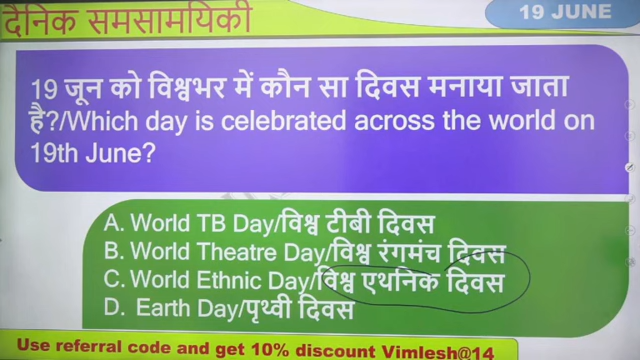 दैनिक समसामयिकी
19 JUNE
19 जून को विश्वभर में कौन सा दिवस मनाया जाता
है?/Which day is celebrated across the world on
19th June?
A. World TB Day/विश्व टीबी दिवस
B. World Theatre Day/विश्व रंगमंच दिवस
C. World Ethnic Day/विश्व एथनिक दिवस
D. Earth Day/पृथ्वी दिवस
Use referral code and get 10% discount Vimlesh@14